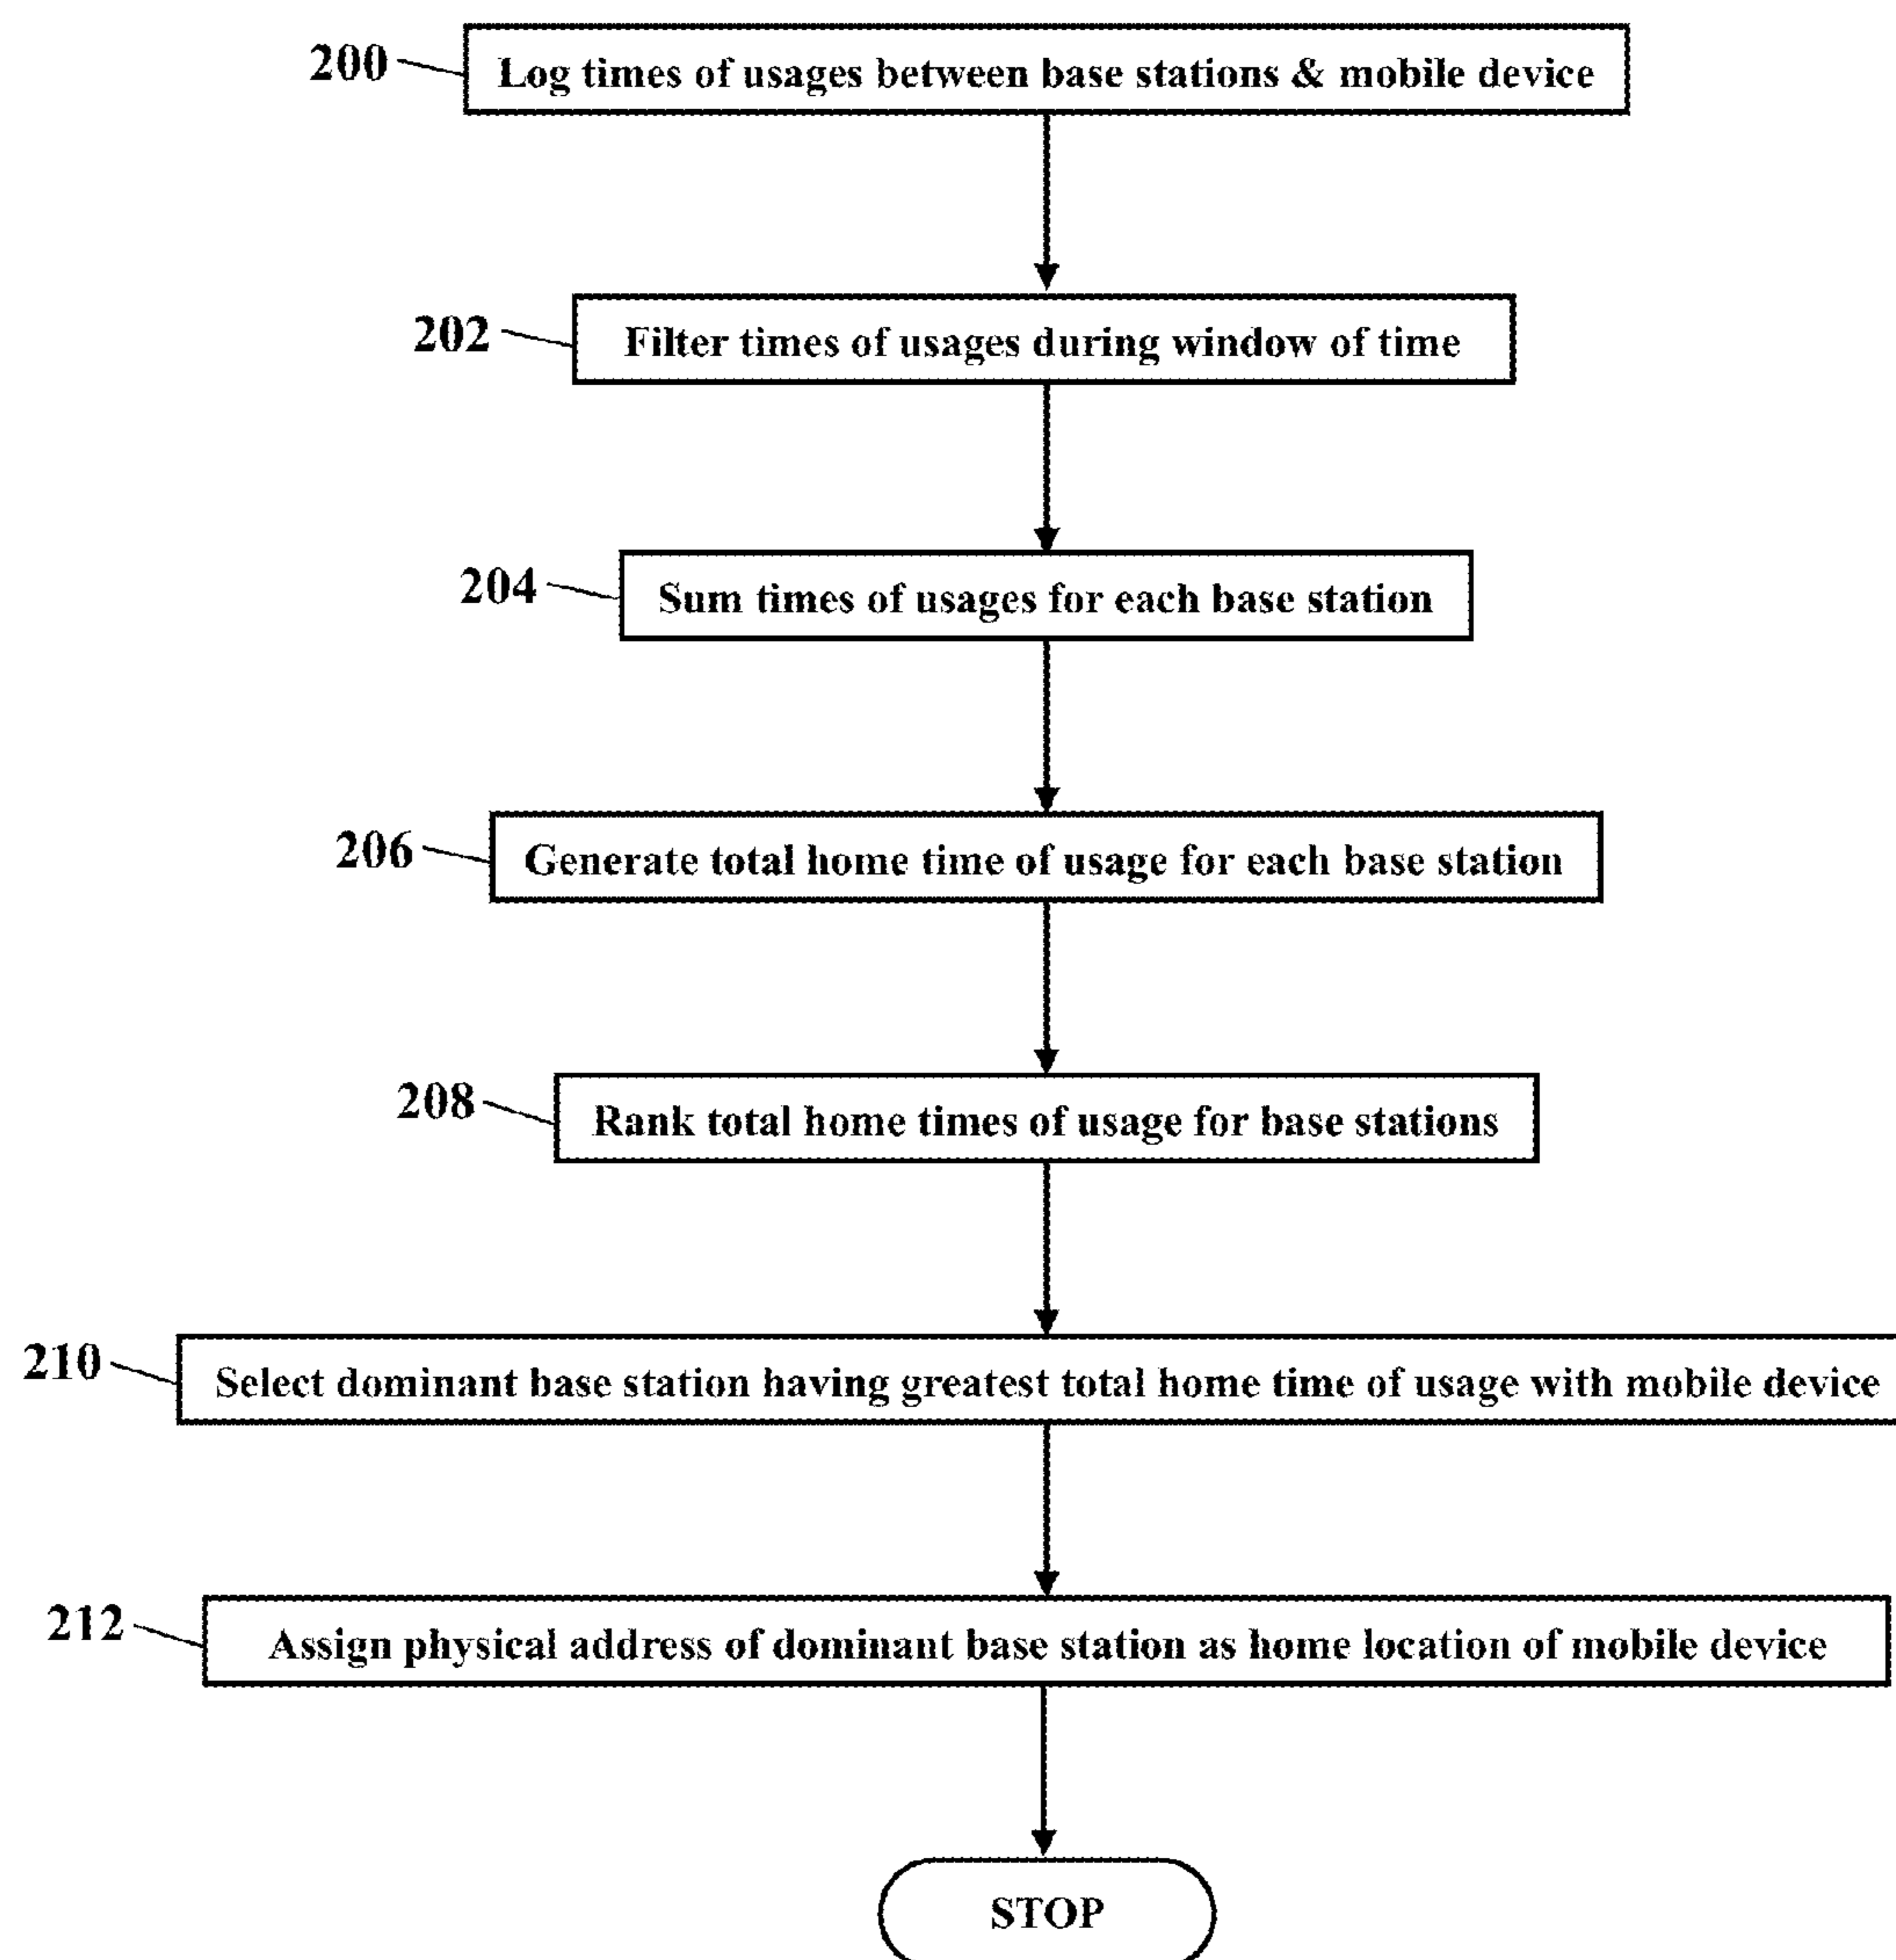 200 Log times of usages between base stations & mobile device
202 Filter times of usages during window of time
204 Sum times of usages for each base station
206 Generate total home time of usage for each base station
208 Rank total home times of usage for base stations
210 Select dominant base station having greatest total home time of usage with mobile device
212 Assign physical address of dominant base station as home location of mobile device
STOP